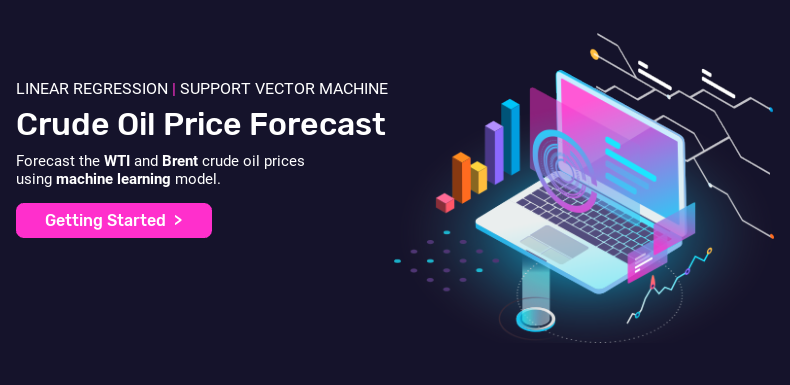 LINEAR REGRESSION | SUPPORT VECTOR MACHINE
Crude Oil Price Forecast
Forecast the WTI and Brent crude oil prices
using machine learning model.
Getting Started >